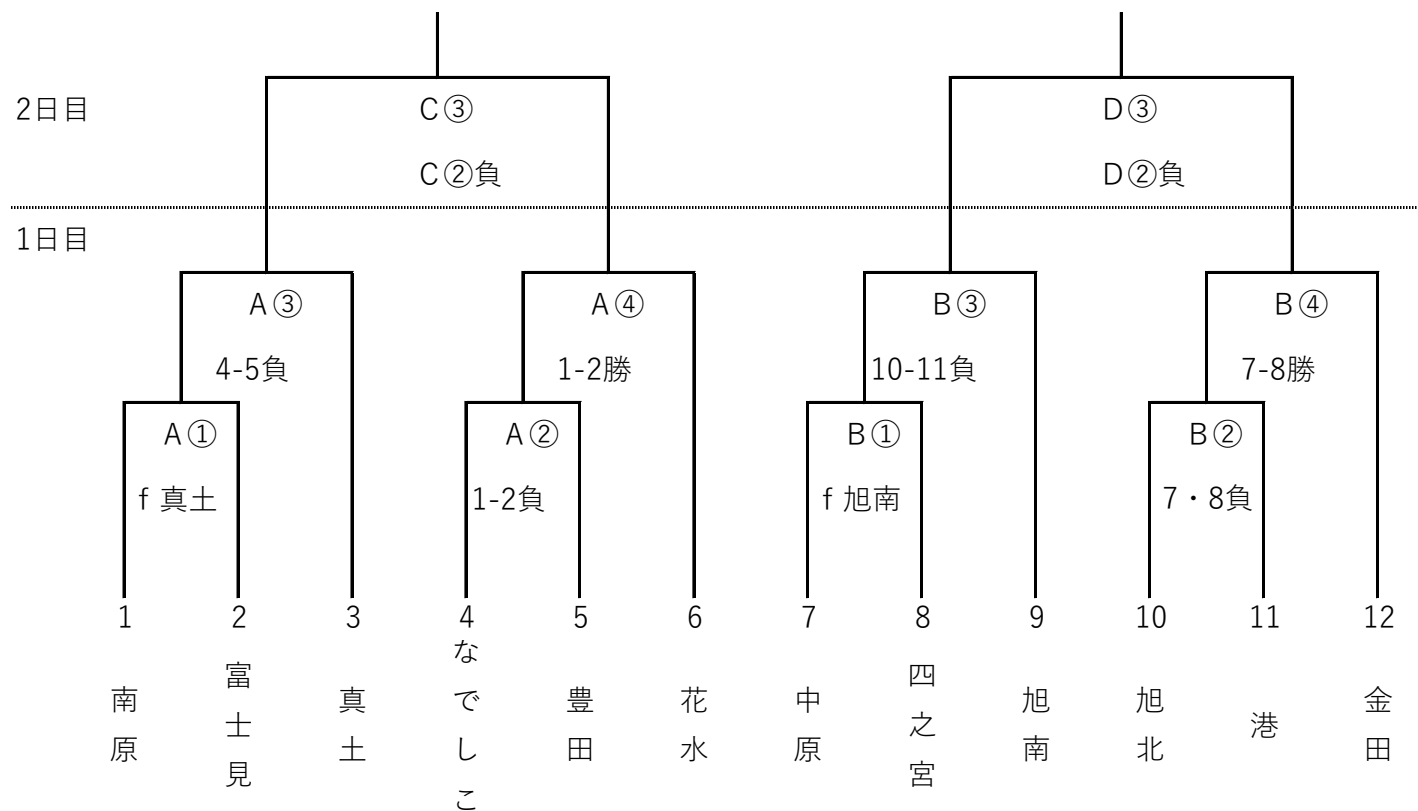 2日目
C③
D③
C②負
D②負
1日目
A③
A④
B③
B④
4-5負
1-2勝
10-11負
7-8勝
A①
A②
B①
B②
f 真土
1-2負
f 旭南
7・8負
1
2
3
4
5
6
7
8
9
10
11
12
南原
富士見
真土
なでしこ
豊田
花水
中原
四之宮
旭南
旭北
港
金田